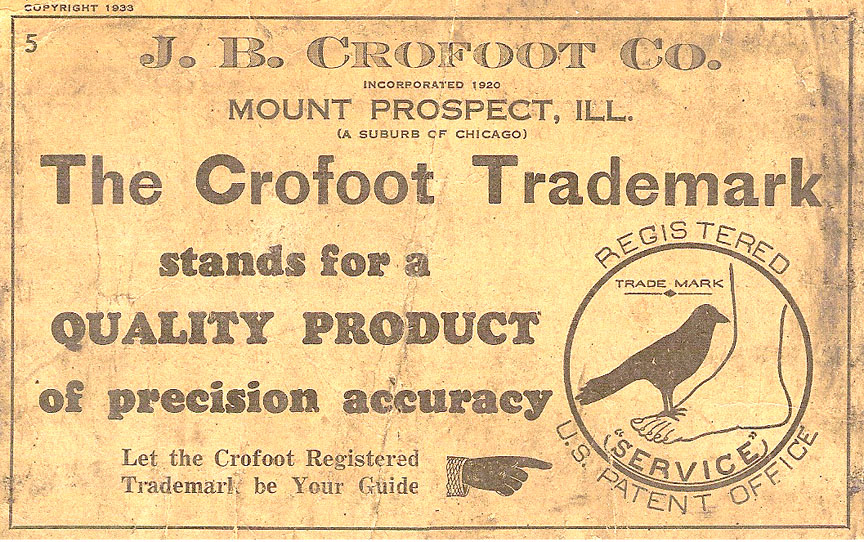 COPYRIGHT 1933
5
J. B. CROFOOT CO.
INCORPORATED 1920
MOUNT PROSPECT, ILL.
(A SUBURB OF CHICAGO)
The Crofoot Trademark
stands for a
QUALITY PRODUCT
of precision accuracy
Let the Crofoot Registered
Trademark be Your Guide
REGISTERED
TRADE MARK
"SERVICE"
U.S. PATENT OFFICE